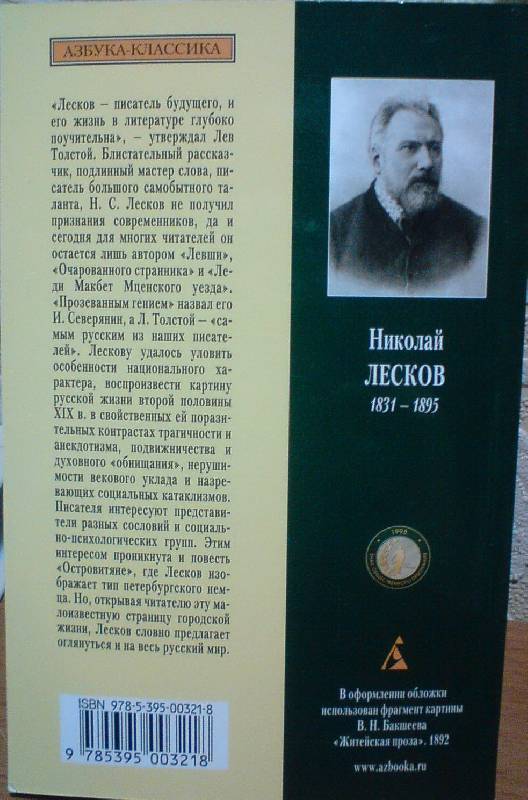 АЗБУКА-КЛАССИКА
«Лесков – писатель будущего, и
его жизнь в литературе глубоко
поучительна», – утверждал Лев
Толстой. Блистательный рассказ-
чик, подлинный мастер слова, пи-
сатель большого самобытного та-
ланта, Н. С. Лесков не получил
признания современников, да и
сегодня для многих читателей он
остается лишь автором «Левши»,
«Очарованного странника» и «Ле-
ди Макбет Мценского уезда».
«Прозеванным гением» назвал его
И. Северянин, а Л. Толстой – «са-
мым русским из наших писате-
лей». Лескову удалось уловить
особенности национального ха-
рактера, воспроизвести картину
русской жизни второй половины
XIX в. в свойственных ей порази-
тельных контрастах трагичности и
анекдотизма, подвижничества и
духовного «обнищания», неруши-
мости векового уклада и назре-
вающих социальных катаклизмов.
Писателя интересуют представи-
тели разных сословий и социаль-
но-психологических групп. Этим
интересом проникнута и повесть
«Островитяне», где Лесков изо-
бражает тип петербургского нем-
ца. Но, открывая читателю эту ма-
лоизвестную страницу городской
жизни, Лесков словно предлагает
оглянуться и на весь русский мир.
ISBN 978-5-395-00321-8
9 785395 003218
Николай
ЛЕСКОВ
1831 – 1895
В оформлении обложки
использован фрагмент картины
В. Н. Бакшеева
«Житейская проза». 1892
www.azbooka.ru